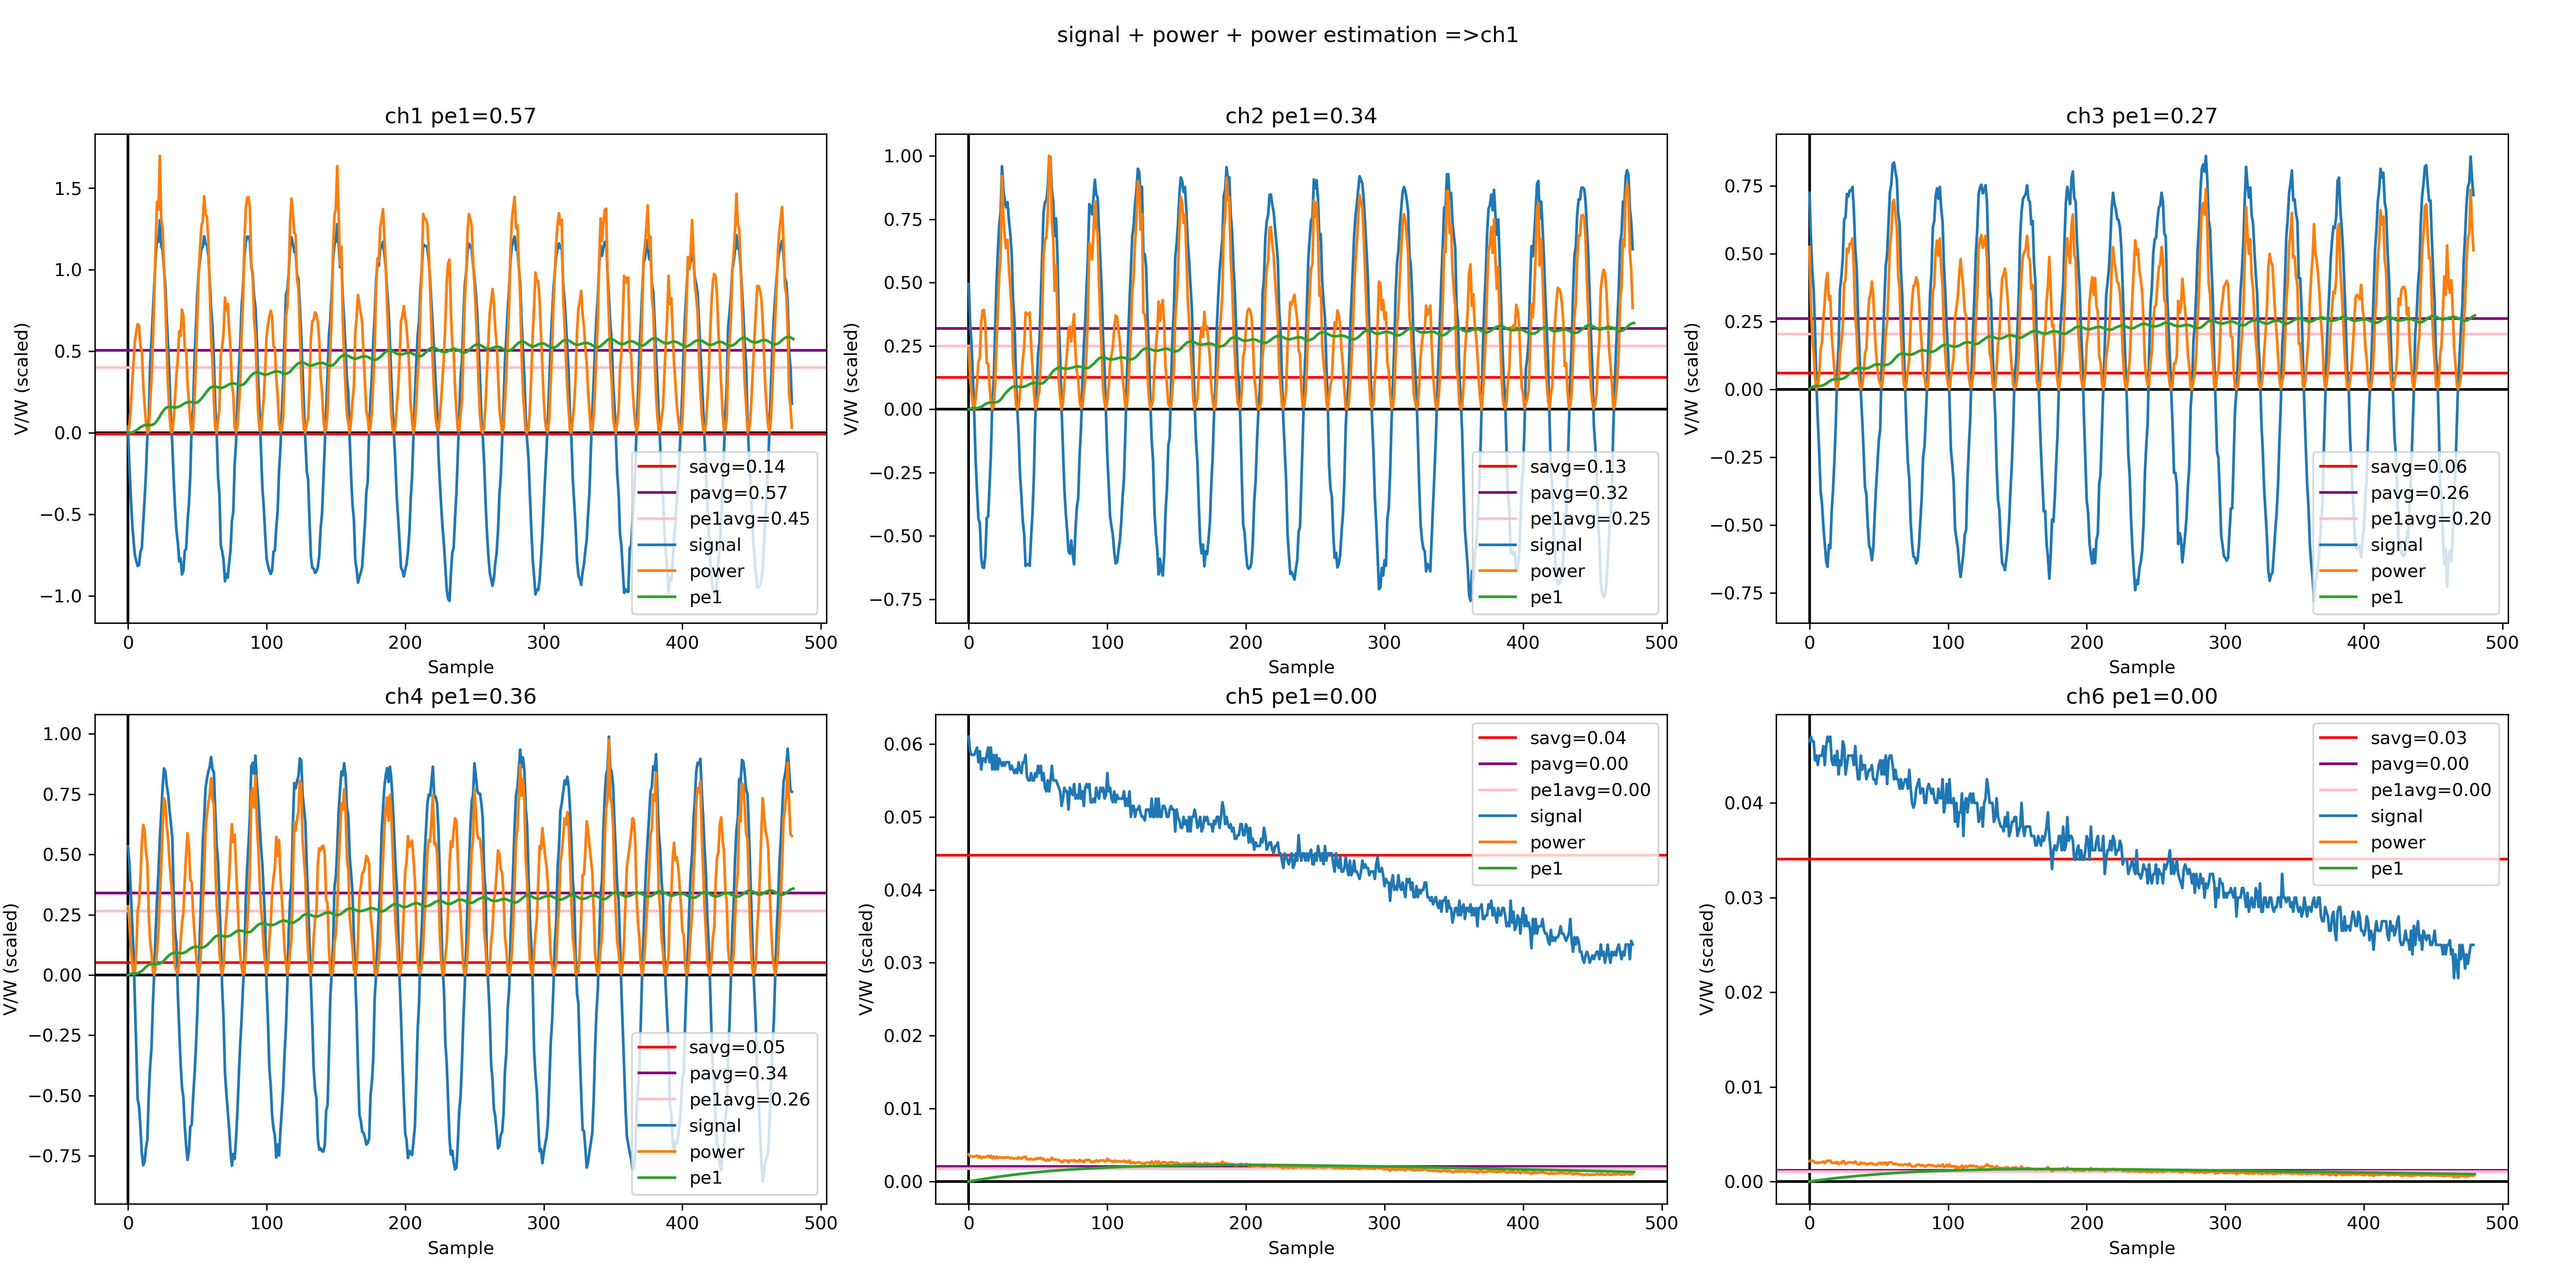 signal + power + power estimation =>ch1
ch1 pe1=0.57
V/W (scaled)
1.5
1.0
0.5
0.0
−0.5
−1.0
0 100 200 300 400 500
Sample
savg=0.14
pavg=0.57
pe1avg=0.45
signal
power
pe1
ch2 pe1=0.34
V/W (scaled)
1.00
0.75
0.50
0.25
0.00
−0.25
−0.50
−0.75
0 100 200 300 400 500
Sample
savg=0.13
pavg=0.32
pe1avg=0.25
signal
power
pe1
ch3 pe1=0.27
V/W (scaled)
0.75
0.50
0.25
0.00
−0.25
−0.50
−0.75
0 100 200 300 400 500
Sample
savg=0.06
pavg=0.26
pe1avg=0.20
signal
power
pe1
ch4 pe1=0.36
V/W (scaled)
1.00
0.75
0.50
0.25
0.00
−0.25
−0.50
−0.75
0 100 200 300 400 500
Sample
savg=0.05
pavg=0.34
pe1avg=0.26
signal
power
pe1
ch5 pe1=0.00
V/W (scaled)
0.06
0.05
0.04
0.03
0.02
0.01
0.00
0 100 200 300 400 500
Sample
savg=0.04
pavg=0.00
pe1avg=0.00
signal
power
pe1
ch6 pe1=0.00
V/W (scaled)
0.04
0.03
0.02
0.01
0.00
0 100 200 300 400 500
Sample
savg=0.03
pavg=0.00
pe1avg=0.00
signal
power
pe1